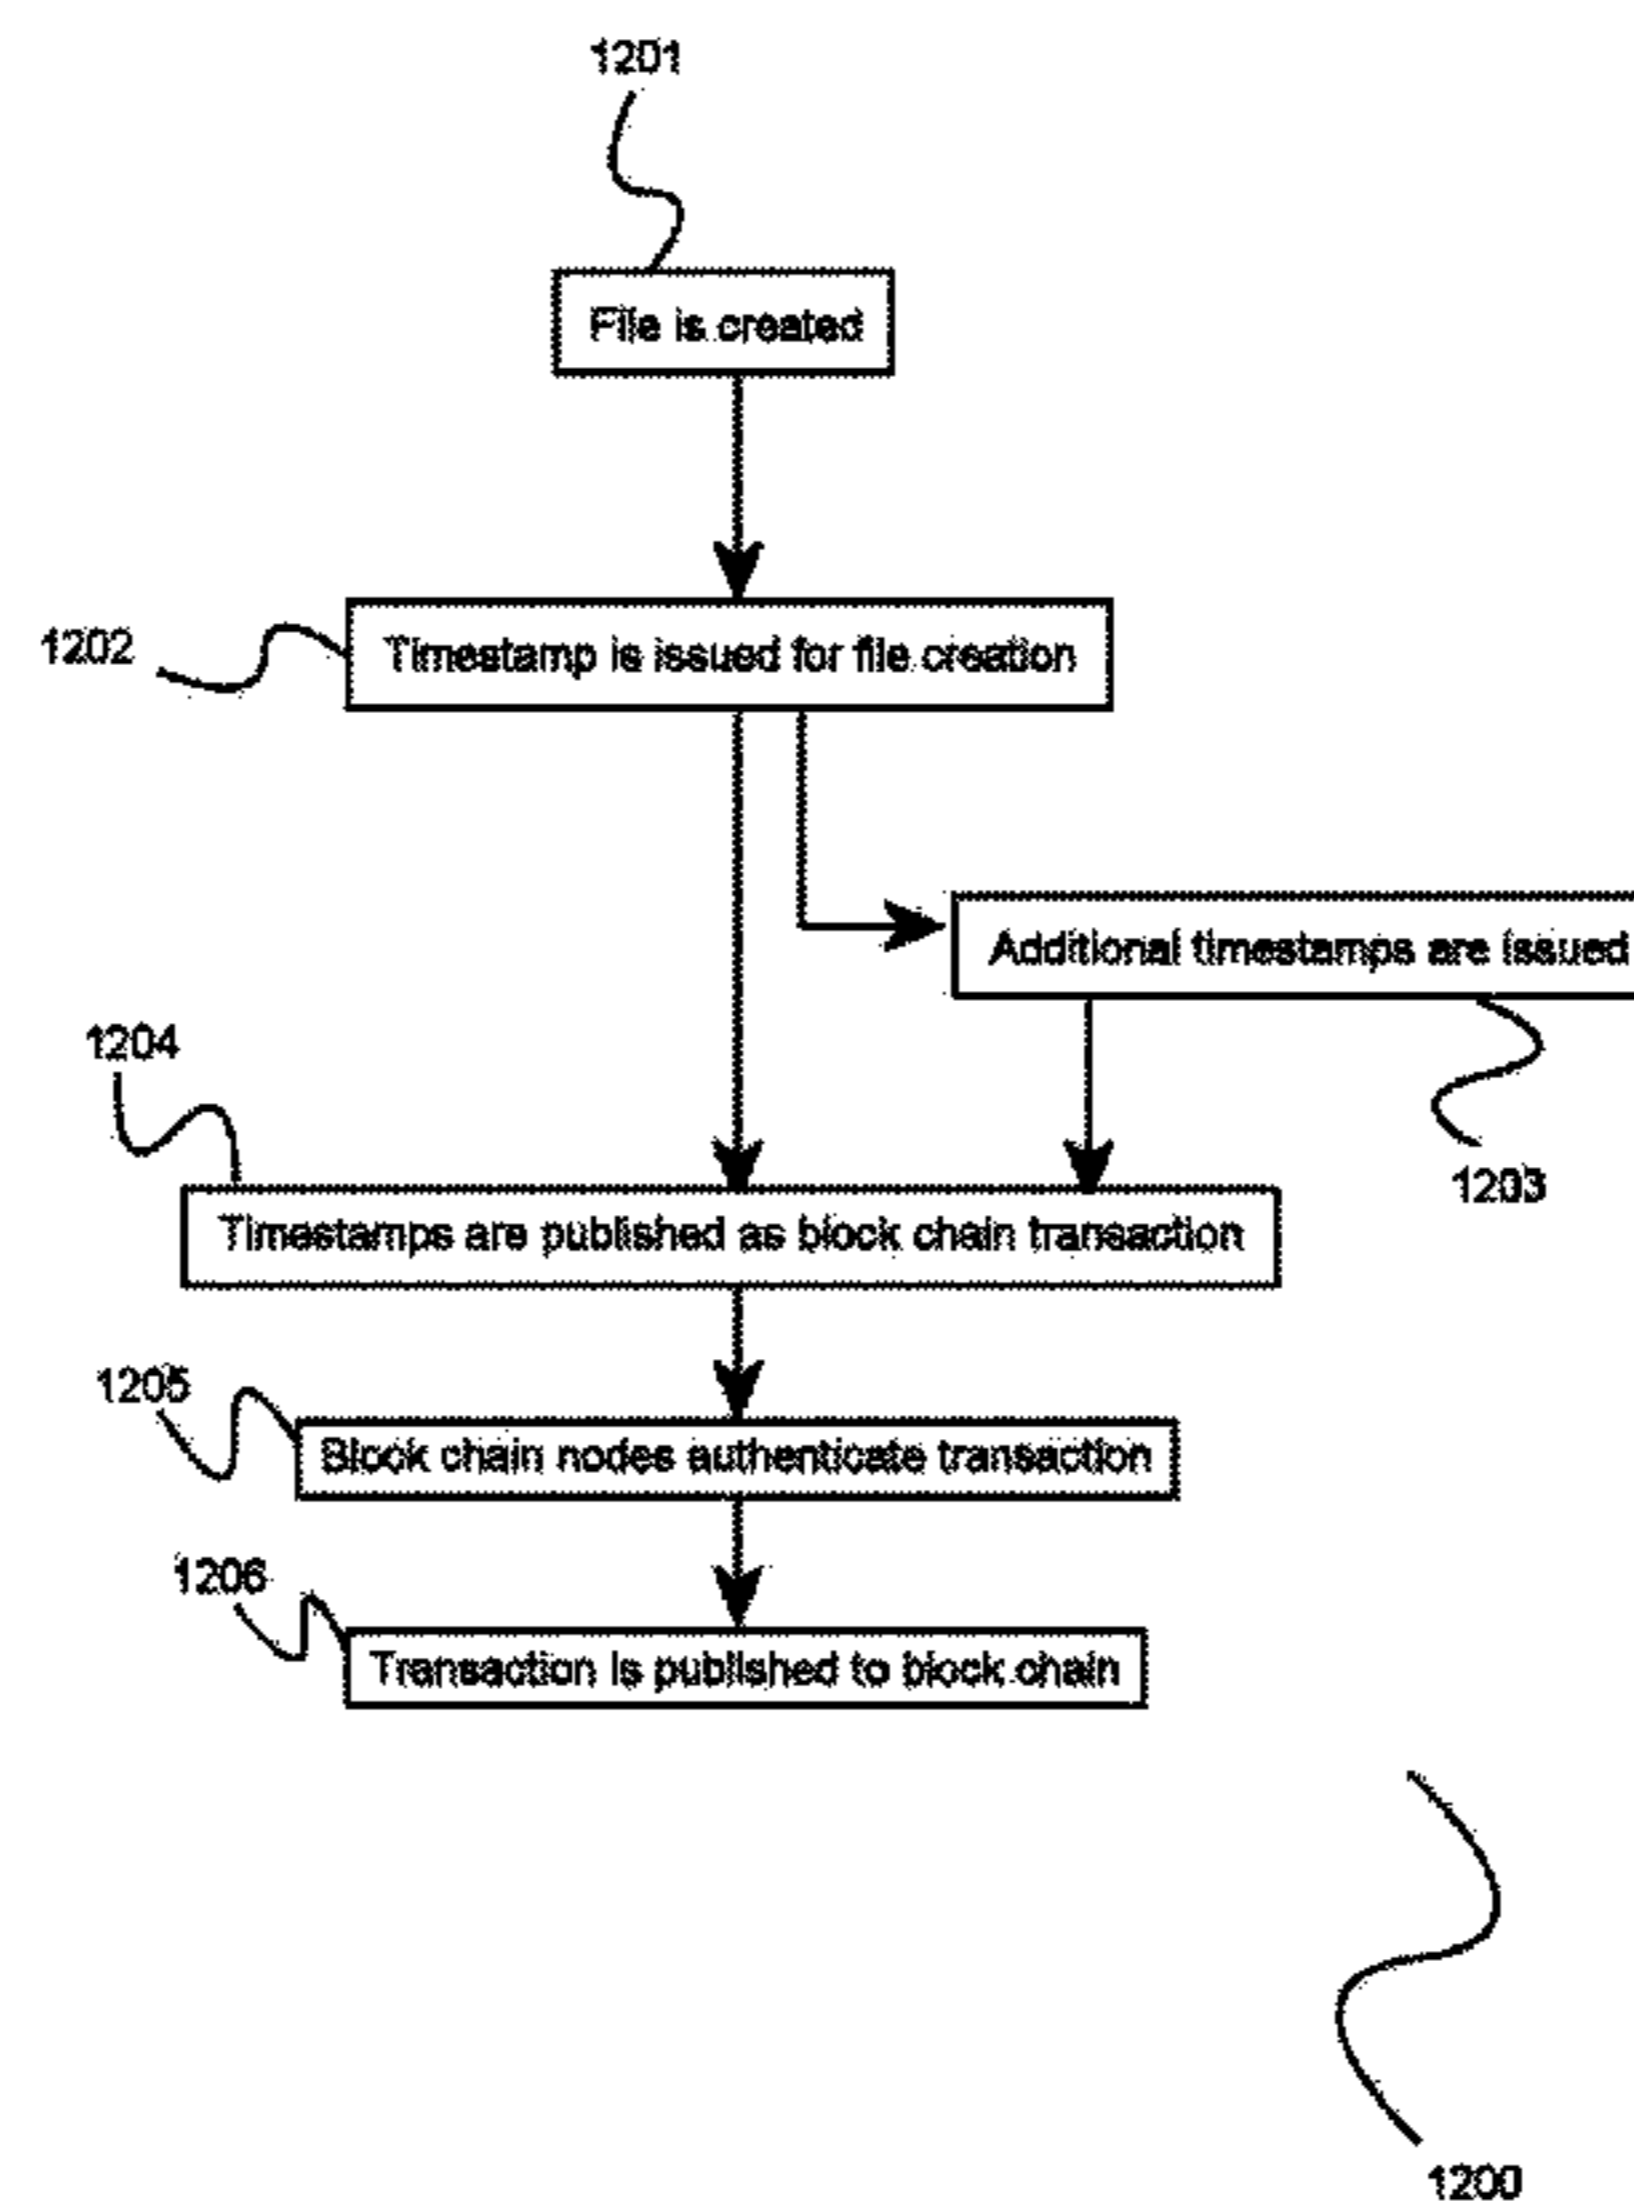 1201
File is created
1202
Timestamp is issued for file creation
Additional timestamps are issued
1204
1203
Timestamps are published as block chain transaction
1205
Block chain nodes authenticate transaction
1206
Transaction is published to block chain
1200